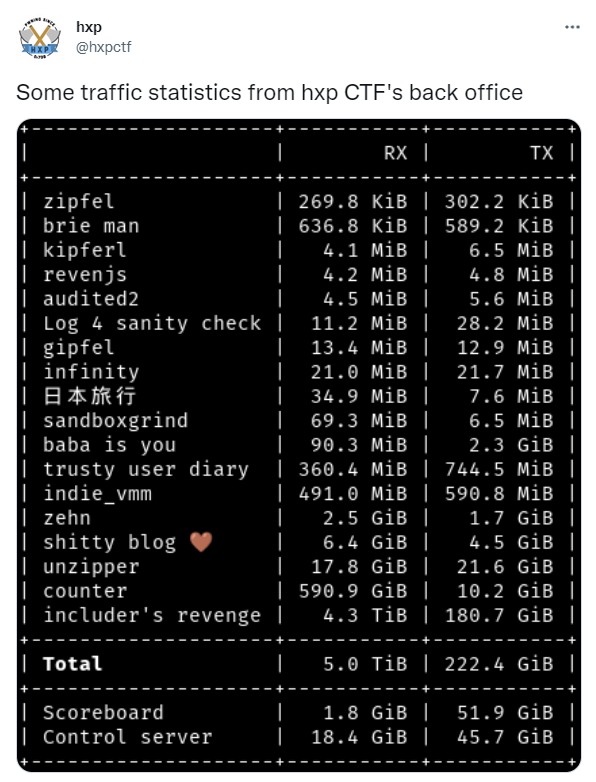 hxp
@hxpctf
Some traffic statistics from hxp CTF's back office
RX | TX
zipfel | 269.8 KiB | 302.2 KiB
brie man | 636.8 KiB | 589.2 KiB
kipferl | 4.1 MiB | 6.5 MiB
revenjs | 4.2 MiB | 4.8 MiB
audited2 | 4.5 MiB | 5.6 MiB
Log 4 sanity check | 11.2 MiB | 28.2 MiB
gipfel | 13.4 MiB | 12.9 MiB
infinity | 21.0 MiB | 21.7 MiB
日本旅行 | 34.9 MiB | 7.6 MiB
sandboxgrind | 69.3 MiB | 6.5 MiB
baba is you | 90.3 MiB | 2.3 GiB
trusty user diary | 360.4 MiB | 744.5 MiB
indie_vmm | 491.0 MiB | 590.8 MiB
zehn | 2.5 GiB | 1.7 GiB
shitty blog 🤎 | 6.4 GiB | 4.5 GiB
unzipper | 17.8 GiB | 21.6 GiB
counter | 590.9 GiB | 10.2 GiB
includer's revenge | 4.3 TiB | 180.7 GiB
Total | 5.0 TiB | 222.4 GiB
Scoreboard | 1.8 GiB | 51.9 GiB
Control server | 18.4 GiB | 45.7 GiB